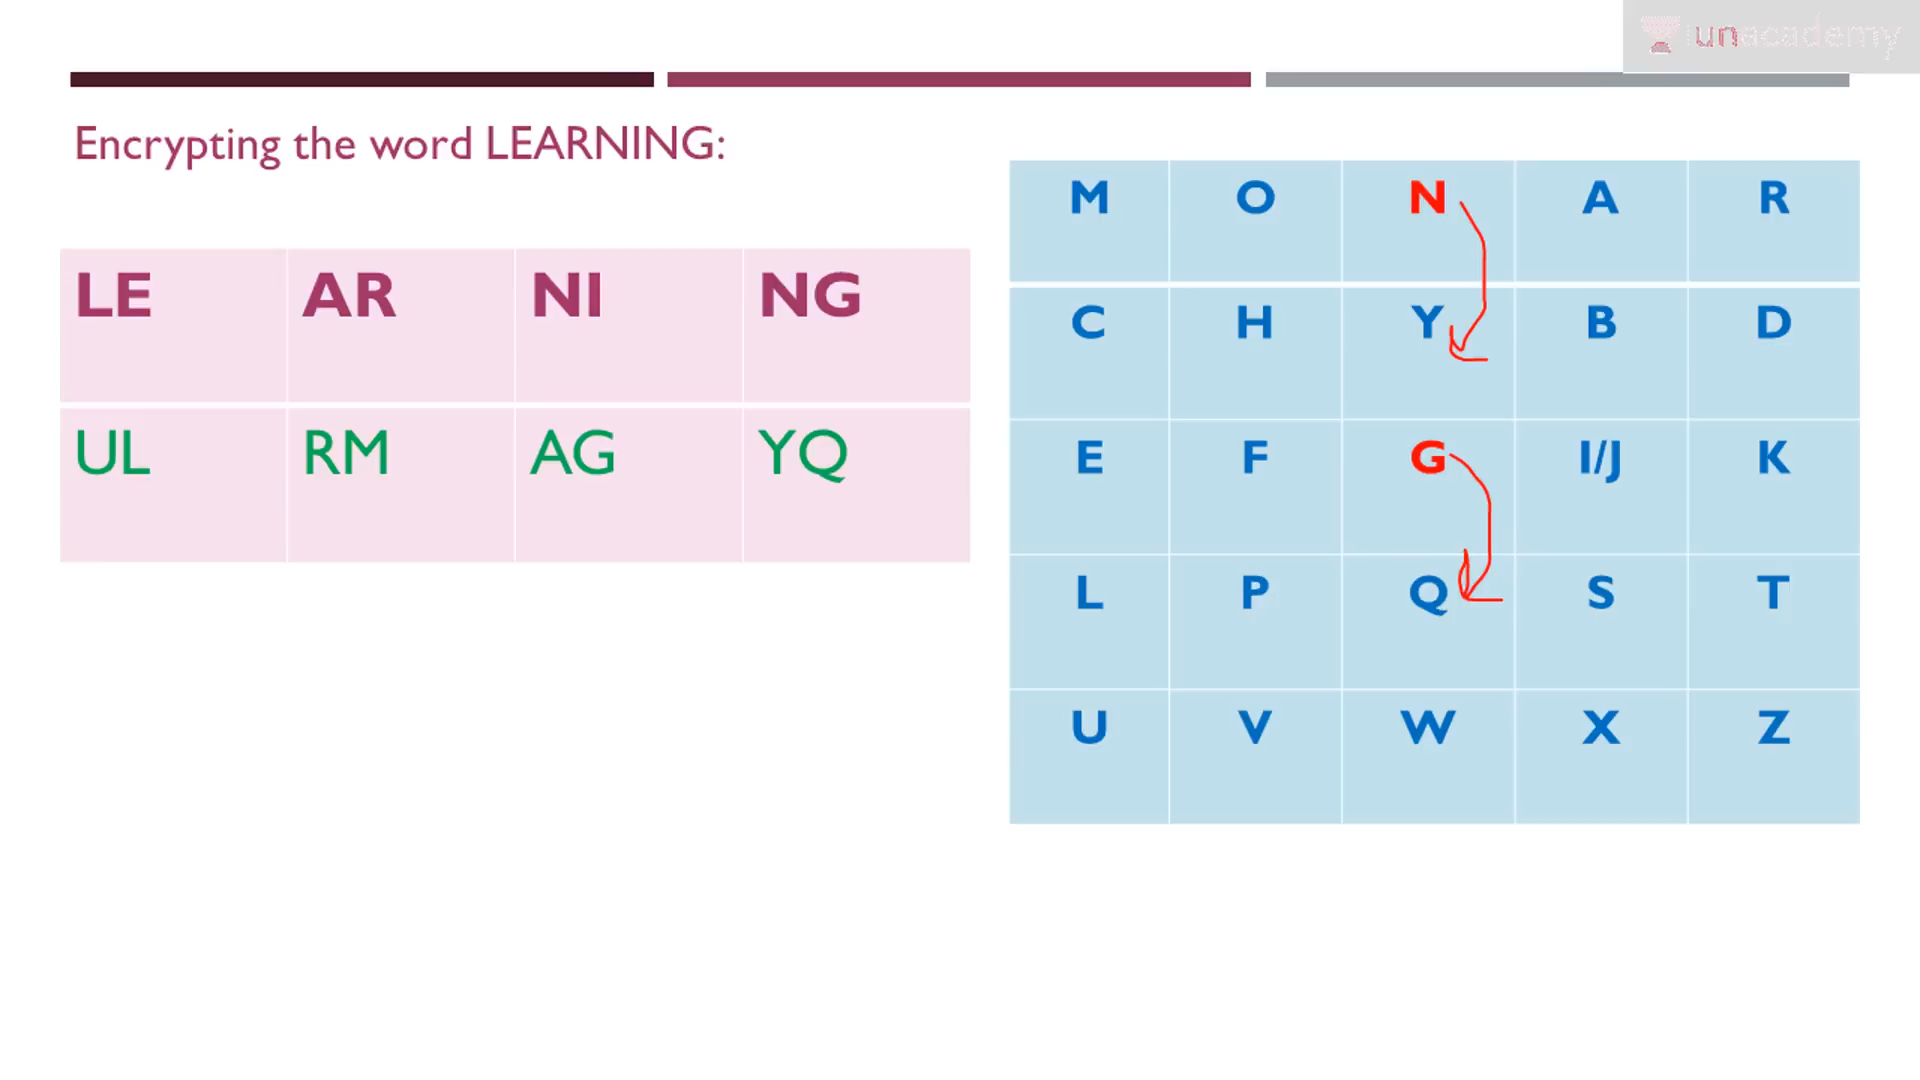 unacademy
Encrypting the word LEARNING:
LE AR NI NG
UL RM AG YQ
M O N A R
C H Y B D
E F G I/J K
L P Q S T
U V W X Z